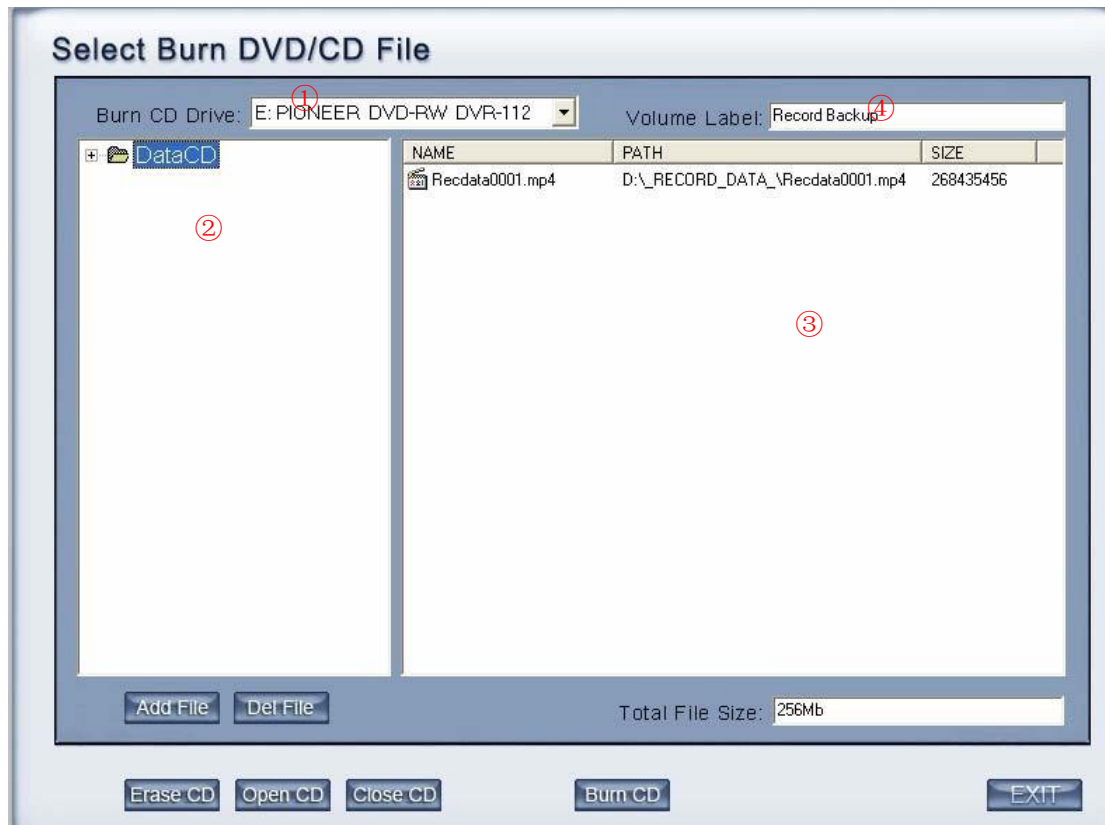 Select Burn DVD/CD File
①
Burn CD Drive: E: PIONEER DVD-RW DVR-112
④
Volume Label: Record Backup
DataCD
NAME PATH SIZE
Recdata0001.mp4 D:\_RECORD_DATA_\Recdata0001.mp4 268435456
②
③
Add File Del File
Total File Size: 256Mb
Erase CD Open CD Close CD Burn CD EXIT